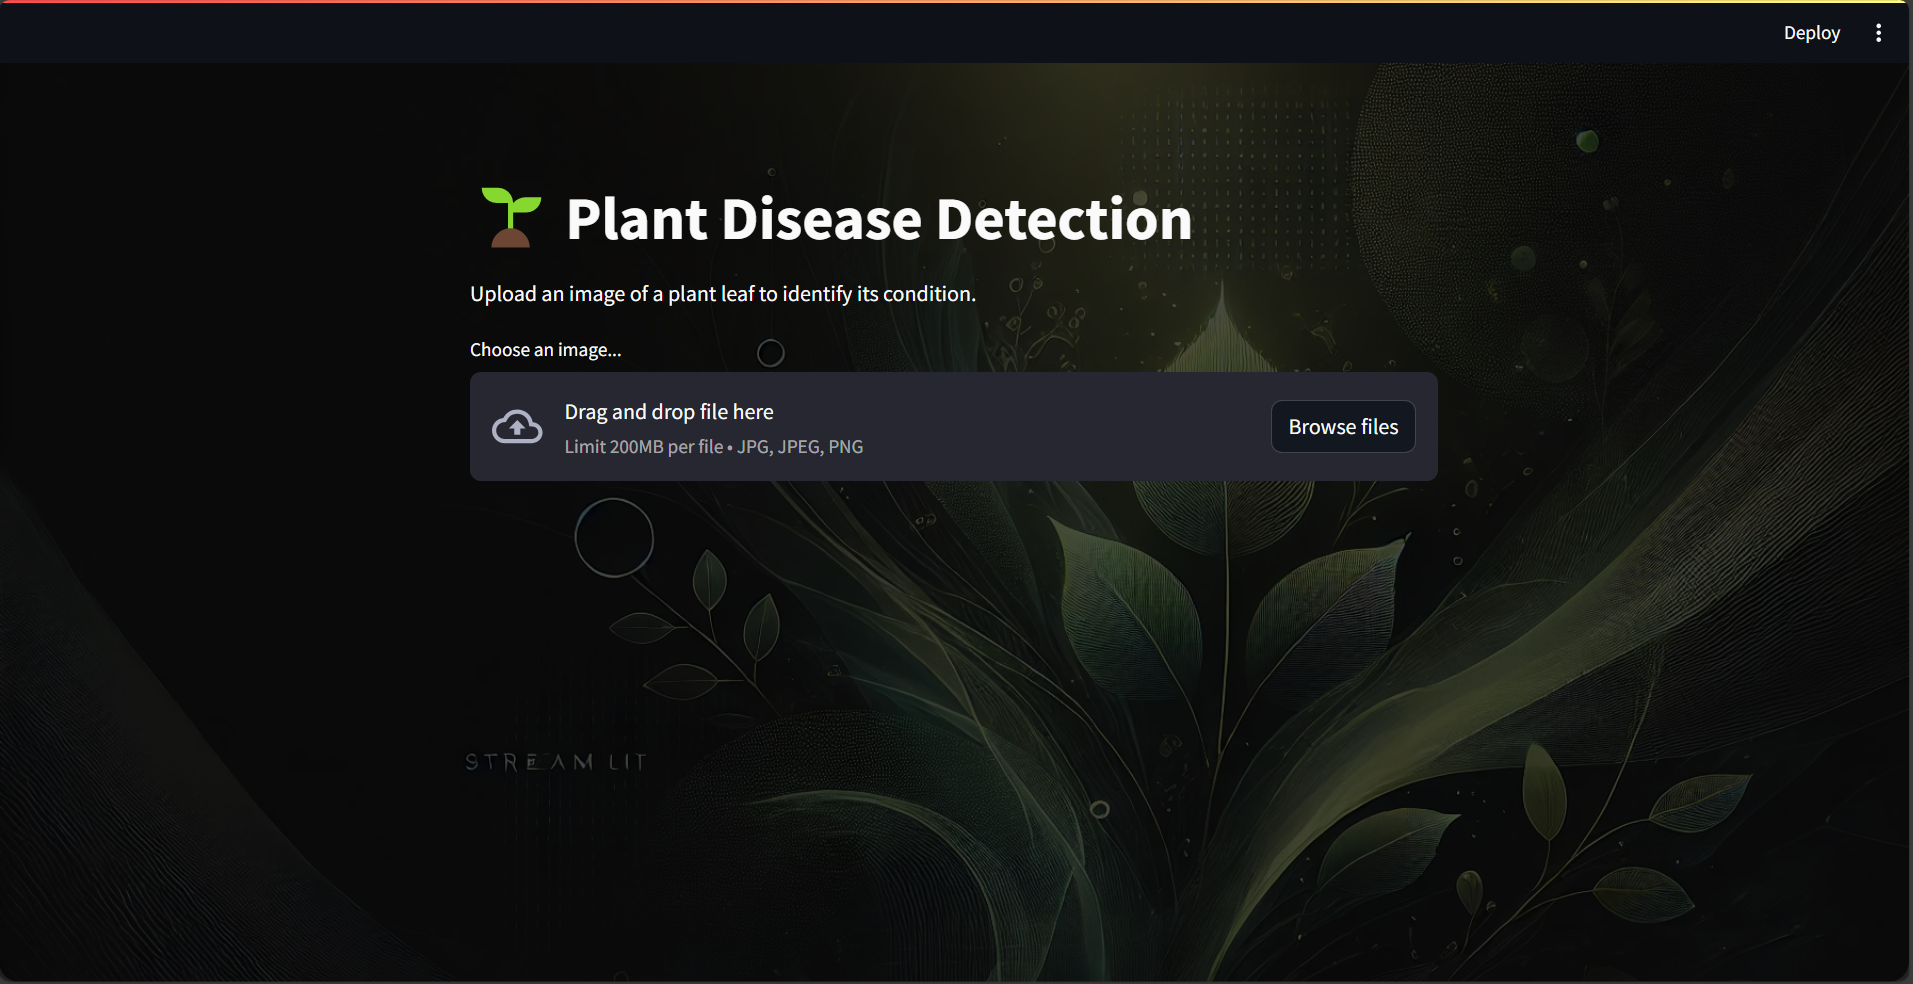 Deploy
Plant Disease Detection
Upload an image of a plant leaf to identify its condition.
Choose an image...
Drag and drop file here
Limit 200MB per file • JPG, JPEG, PNG
Browse files
STREAM LIT